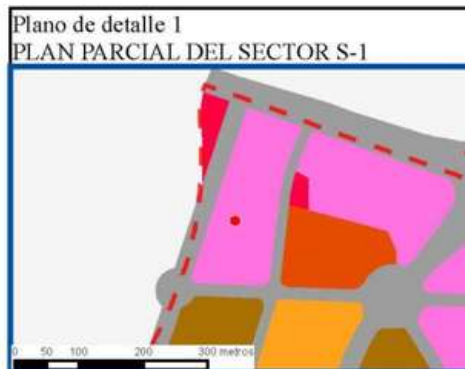 Plano de detalle 1
PLAN PARCIAL DEL SECTOR S-1
0 50 100 200 300 metros